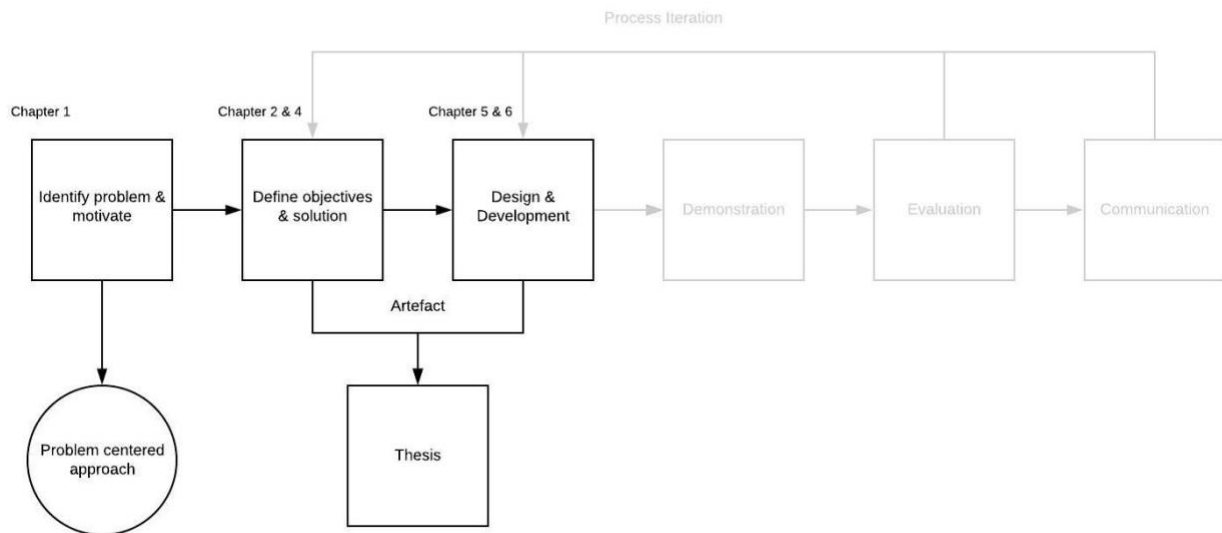 Process Iteration
Chapter 1
Chapter 2 & 4
Chapter 5 & 6
Identify problem &
motivate
Define objectives
& solution
Design &
Development
Demonstration
Evaluation
Communication
Artefact
Problem centered
approach
Thesis